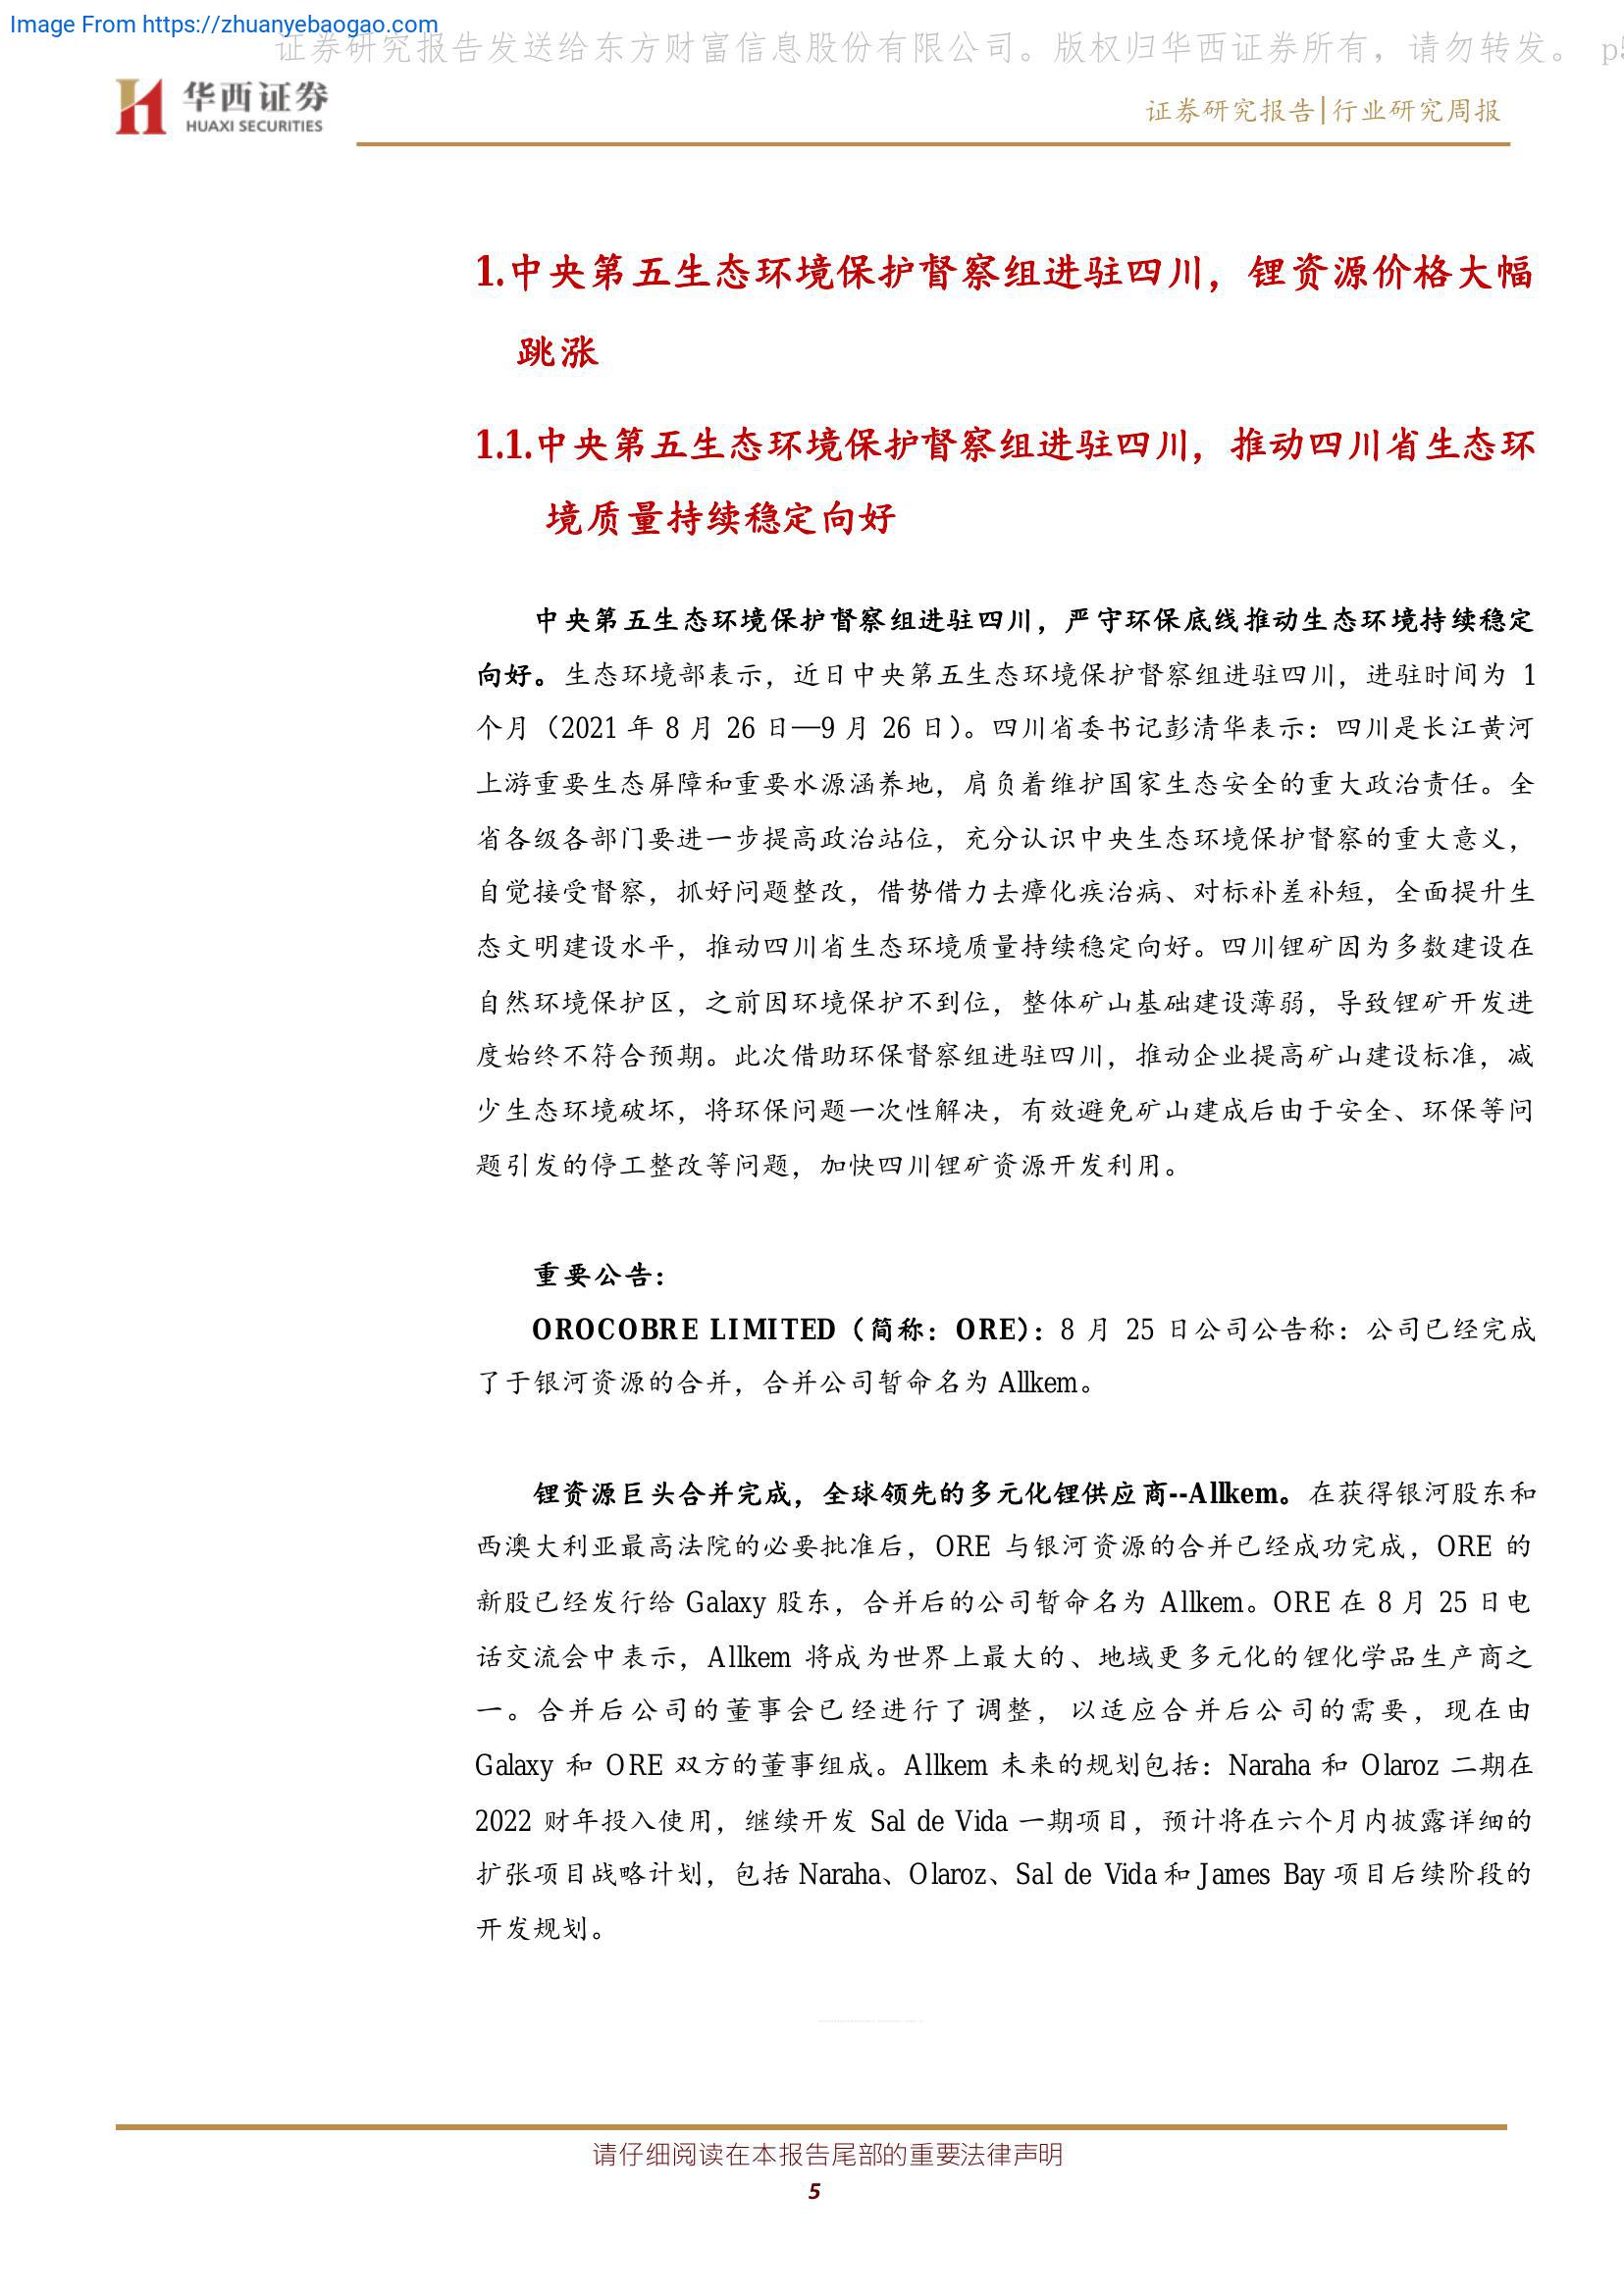 Image From https://zhuanyebaogao.com
证券研究报告发送给东方财富信息股份有限公司。版权归华西证券所有，请勿转发。 p5
华西证券
HUAXI SECURITIES
证券研究报告|行业研究周报
1.中央第五生态环境保护督察组进驻四川，锂资源价格大幅
跳涨
1.1.中央第五生态环境保护督察组进驻四川，推动四川省生态环
境质量持续稳定向好
中央第五生态环境保护督察组进驻四川，严守环保底线推动生态环境持续稳定
向好。生态环境部表示，近日中央第五生态环境保护督察组进驻四川，进驻时间为 1
个月（2021 年 8 月 26 日—9 月 26 日）。四川省委书记彭清华表示：四川是长江黄河
上游重要生态屏障和重要水源涵养地，肩负着维护国家生态安全的重大政治责任。全
省各级各部门要进一步提高政治站位，充分认识中央生态环境保护督察的重大意义，
自觉接受督察，抓好问题整改，借势借力去瘴化疾治病、对标补差补短，全面提升生
态文明建设水平，推动四川省生态环境质量持续稳定向好。四川锂矿因为多数建设在
自然环境保护区，之前因环境保护不到位，整体矿山基础建设薄弱，导致锂矿开发进
度始终不符合预期。此次借助环保督察组进驻四川，推动企业提高矿山建设标准，减
少生态环境破坏，将环保问题一次性解决，有效避免矿山建成后由于安全、环保等问
题引发的停工整改等问题，加快四川锂矿资源开发利用。
重要公告：
OROCOBRE LIMITED（简称：ORE）：8 月 25 日公司公告称：公司已经完成
了于银河资源的合并，合并公司暂命名为 Allkem。
锂资源巨头合并完成，全球领先的多元化锂供应商--Allkem。在获得银河股东和
西澳大利亚最高法院的必要批准后，ORE 与银河资源的合并已经成功完成，ORE 的
新股已经发行给 Galaxy 股东，合并后的公司暂命名为 Allkem。ORE 在 8 月 25 日电
话交流会中表示，Allkem 将成为世界上最大的、地域更多元化的锂化学品生产商之
一。合并后公司的董事会已经进行了调整，以适应合并后公司的需要，现在由
Galaxy 和 ORE 双方的董事组成。Allkem 未来的规划包括：Naraha 和 Olaroz 二期在
2022 财年投入使用，继续开发 Sal de Vida 一期项目，预计将在六个月内披露详细的
扩张项目战略计划，包括 Naraha、Olaroz、Sal de Vida 和 James Bay 项目后续阶段的
开发规划。
请仔细阅读在本报告尾部的重要法律声明
5